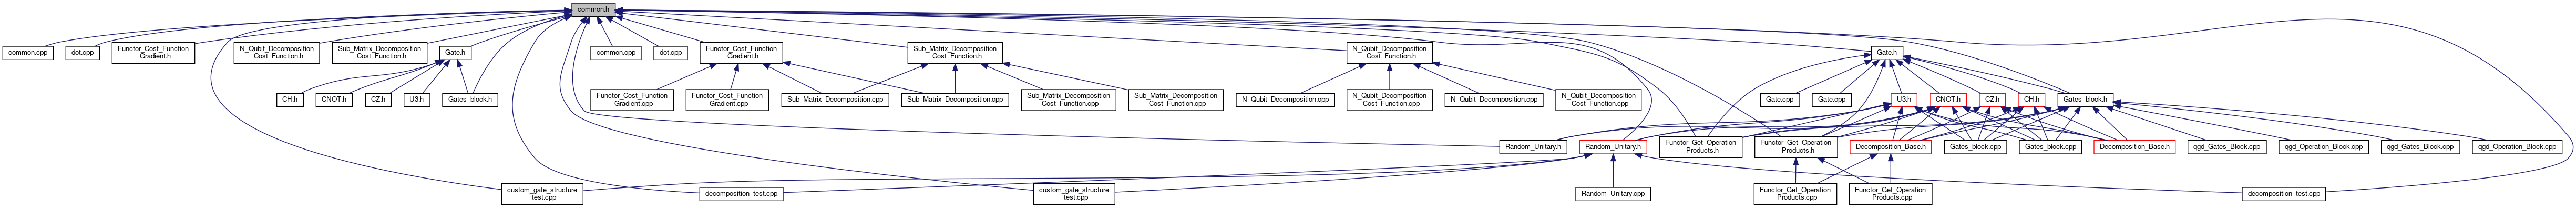 common.h
common.cpp
dot.cpp
Functor_Cost_Function
_Gradient.h
N_Qubit_Decomposition
_Cost_Function.h
Sub_Matrix_Decomposition
_Cost_Function.h
Gate.h
common.cpp
dot.cpp
Functor_Cost_Function
_Gradient.h
Sub_Matrix_Decomposition
_Cost_Function.h
N_Qubit_Decomposition
_Cost_Function.h
Gate.h
CH.h
CNOT.h
CZ.h
U3.h
Gates_block.h
Functor_Cost_Function
_Gradient.cpp
Functor_Cost_Function
_Gradient.cpp
Sub_Matrix_Decomposition.cpp
Sub_Matrix_Decomposition.cpp
Sub_Matrix_Decomposition
_Cost_Function.cpp
Sub_Matrix_Decomposition
_Cost_Function.cpp
N_Qubit_Decomposition.cpp
N_Qubit_Decomposition
_Cost_Function.cpp
N_Qubit_Decomposition.cpp
N_Qubit_Decomposition
_Cost_Function.cpp
Gate.cpp
Gate.cpp
U3.h
CNOT.h
CZ.h
CH.h
Gates_block.h
Random_Unitary.h
Random_Unitary.h
Functor_Get_Operation
_Products.h
Functor_Get_Operation
_Products.h
Decomposition_Base.h
Gates_block.cpp
Gates_block.cpp
Decomposition_Base.h
qgd_Gates_Block.cpp
qgd_Operation_Block.cpp
qgd_Gates_Block.cpp
qgd_Operation_Block.cpp
custom_gate_structure
_test.cpp
decomposition_test.cpp
custom_gate_structure
_test.cpp
Random_Unitary.cpp
Functor_Get_Operation
_Products.cpp
Functor_Get_Operation
_Products.cpp
decomposition_test.cpp